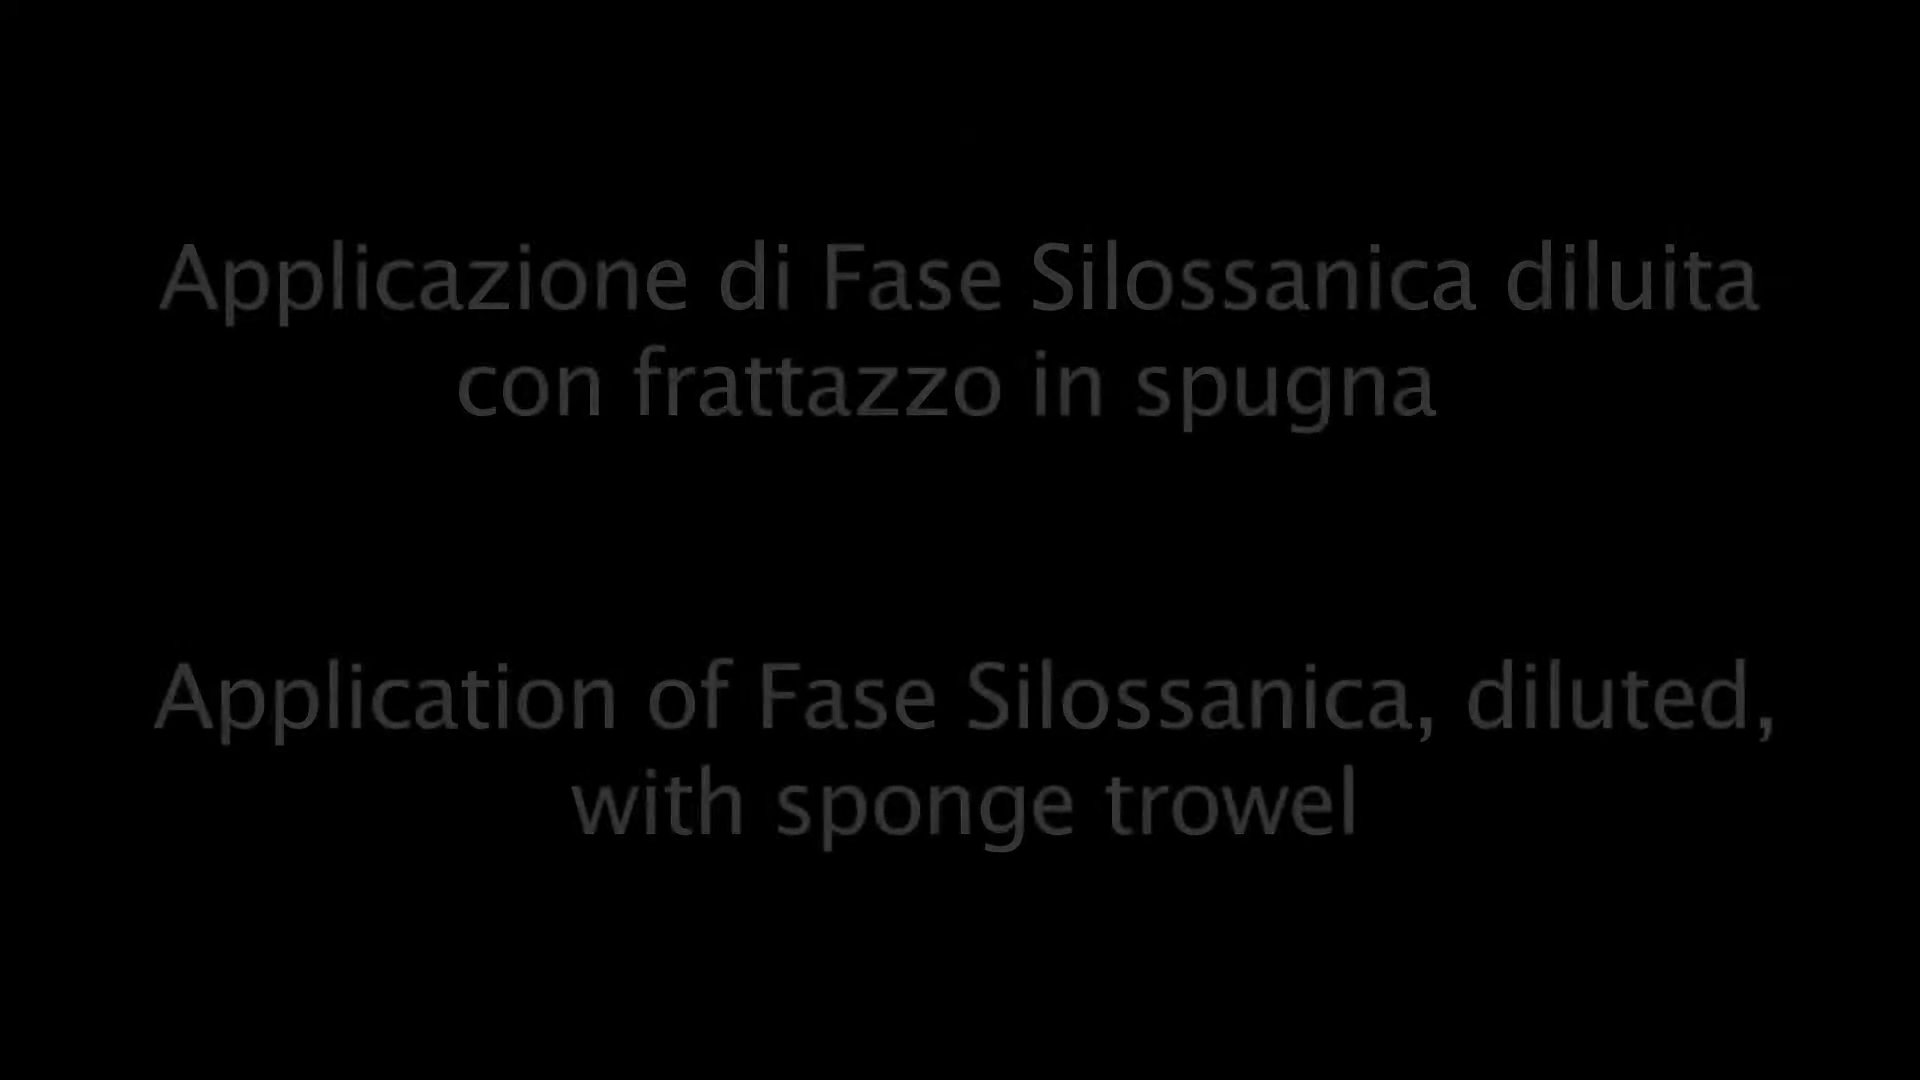 Applicazione di Fase Silossanica diluita
con frattazzo in spugna
Application of Fase Silossanica, diluted,
with sponge trowel